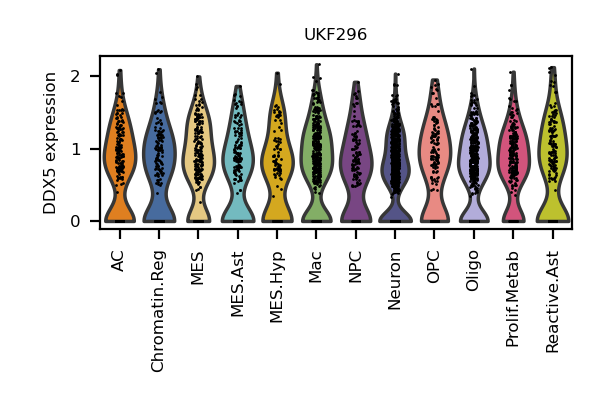 UKF296
DDX5 expression
2
1
0
AC
Chromatin.Reg
MES
MES.Ast
MES.Hyp
Mac
NPC
Neuron
OPC
Oligo
Prolif.Metab
Reactive.Ast